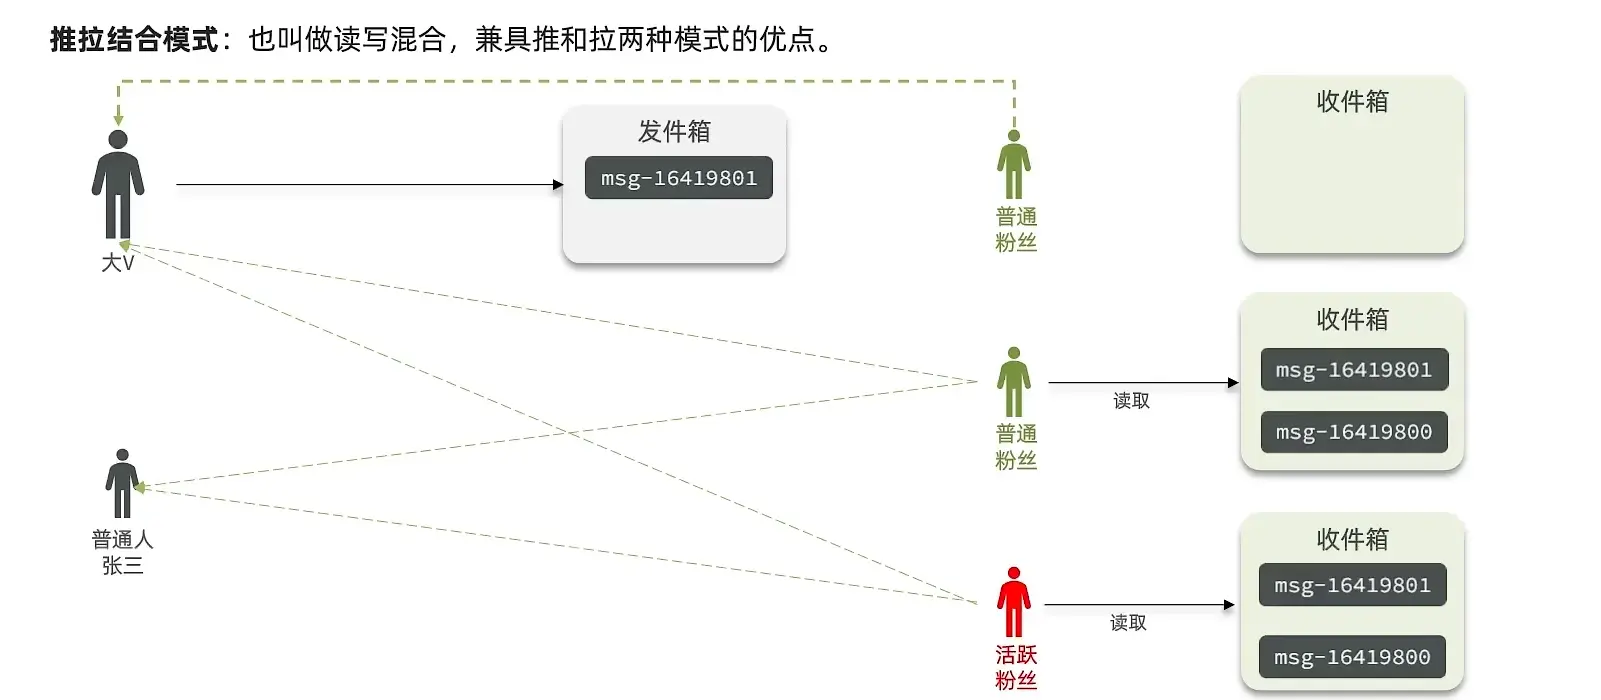 推拉结合模式：也叫做读写混合，兼具推和拉两种模式的优点。
发件箱
msg-16419801
大V
普通
粉丝
收件箱
普通
粉丝
读取
收件箱
msg-16419801
msg-16419800
普通人
张三
活跃
粉丝
读取
收件箱
msg-16419801
msg-16419800